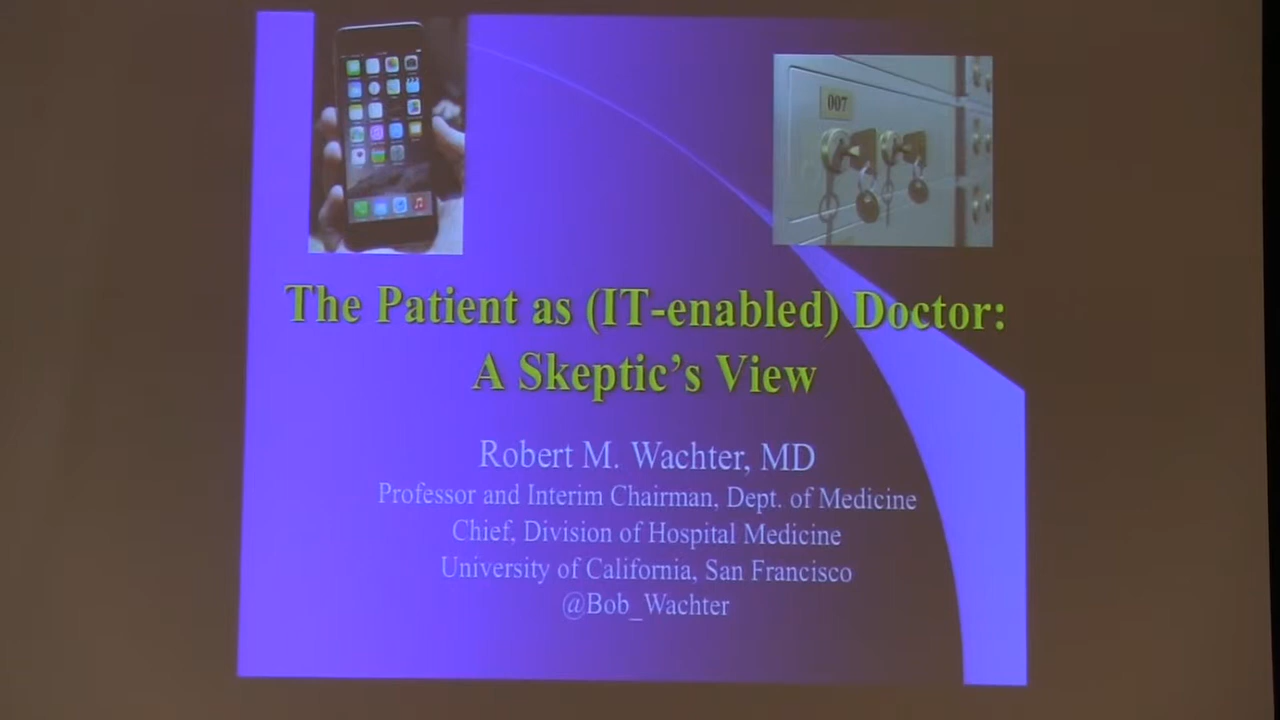 007
The Patient as (IT-enabled) Doctor:
A Skeptic's View
Robert M. Wachter, MD
Professor and Interim Chairman, Dept. of Medicine
Chief, Division of Hospital Medicine
University of California, San Francisco
@Bob_Wachter